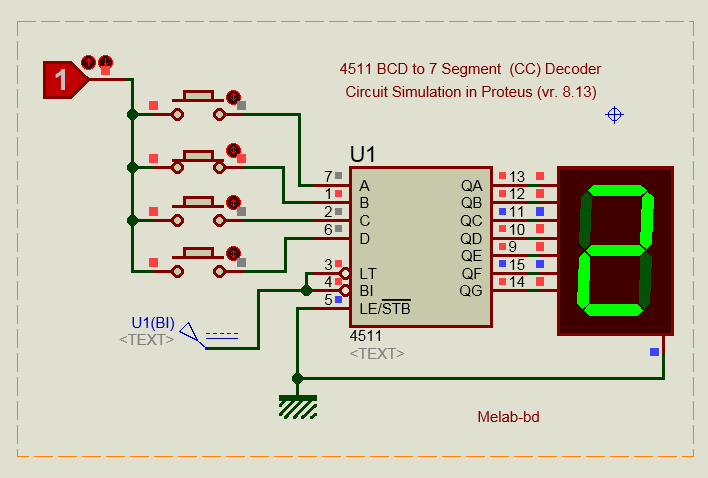 1
4511 BCD to 7 Segment (CC) Decoder
Circuit Simulation in Proteus (vr. 8.13)
U1
7 A QA 13
1 B QB 12
2 C QC 11
6 D QD 10
QE 9
3 LT QF 15
4 BI QG 14
5 LE/STB
4511
<TEXT>
U1(BI)
<TEXT>
2
Melab-bd